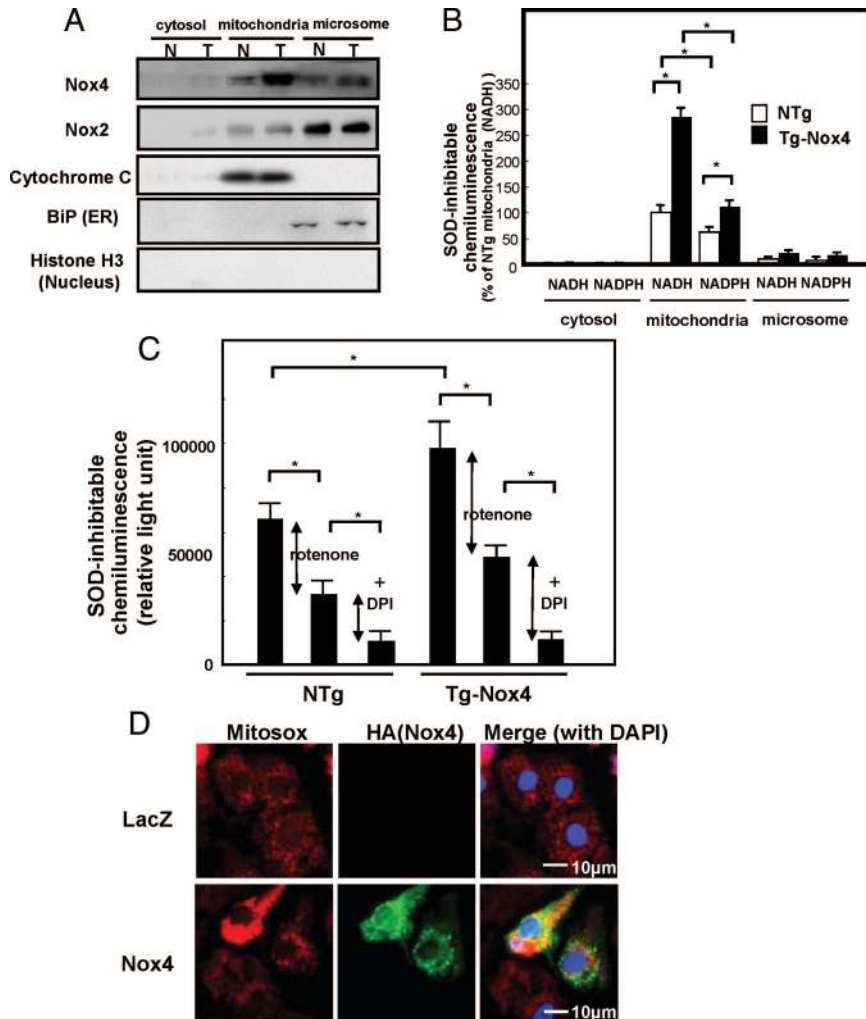 A
cytosol mitochondria microsome
N T N T N T
Nox4
Nox2
Cytochrome C
BiP (ER)
Histone H3
(Nucleus)
B
SOD-inhibitable
chemiluminescence
(% of NTg mitochondria (NADH) )
350
300
250
200
150
100
50
0
* * * *
NTg
Tg-Nox4
NADH NADPH NADH NADPH NADH NADPH
cytosol mitochondria microsome
C
SOD-inhibitable
chemiluminescence
(relative light unit)
100000
50000
0
* * * * *
rotenone
+
DPI
rotenone
+
DPI
NTg Tg-Nox4
D
Mitosox HA(Nox4) Merge (with DAPI)
LacZ
10μm
Nox4
10μm